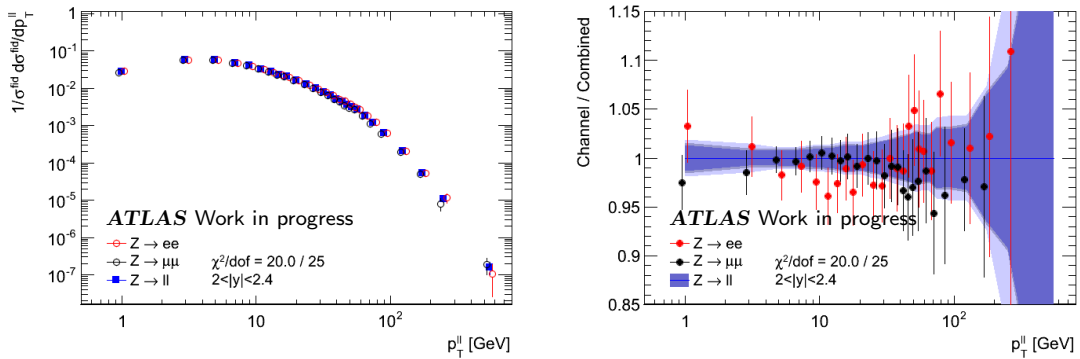 1/σ^fid dσ^fid/dp_T^ll
10^-1
10^-2
10^-3
10^-4
10^-5
10^-6
10^-7
ATLAS Work in progress
Z → ee
Z → μμ χ²/dof = 20.0 / 25
Z → ll 2<|y|<2.4
1 10 10²
p_T^ll [GeV]
Channel / Combined
1.15
1.1
1.05
1
0.95
0.9
0.85
ATLAS Work in progress
Z → ee
Z → μμ χ²/dof = 20.0 / 25
Z → ll 2<|y|<2.4
1 10 10²
p_T^ll [GeV]